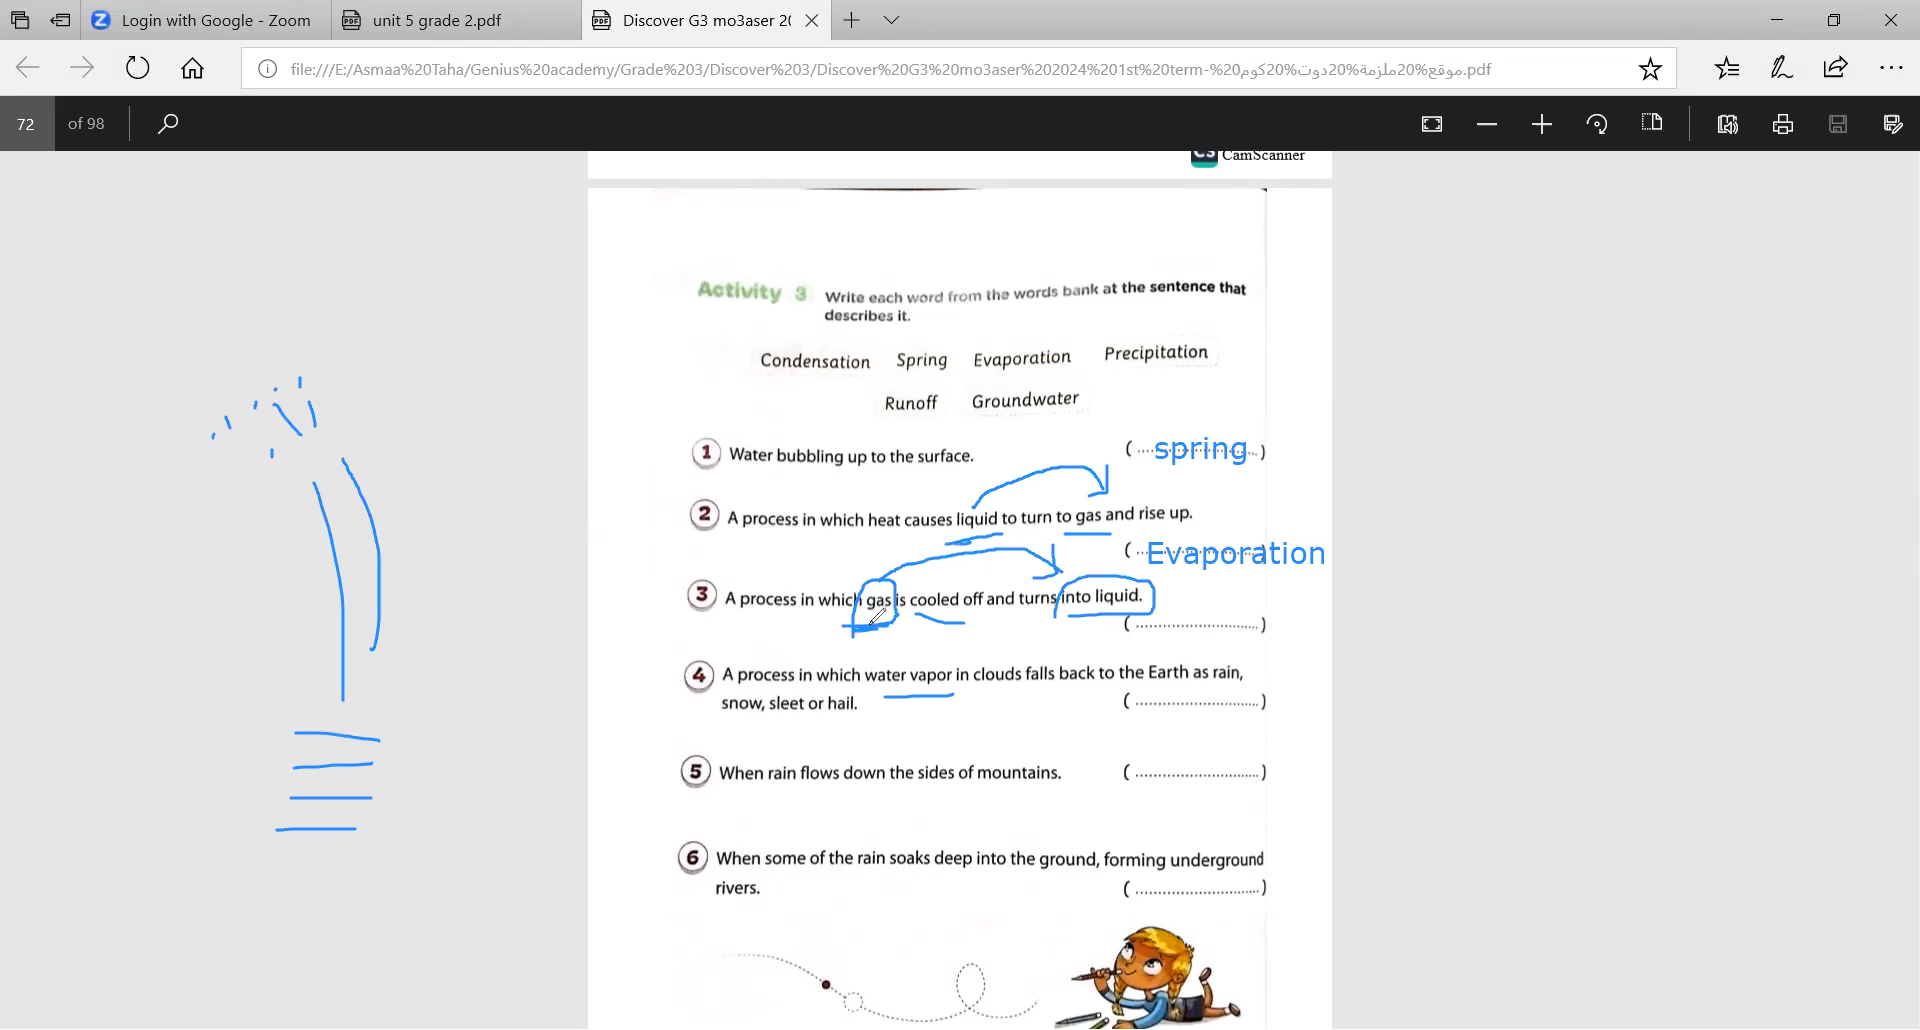 Login with Google - Zoom
unit 5 grade 2.pdf
Discover G3 mo3aser 20
file:///E:/Asmaa%20Taha/Genius%20academy/Grade%203/Discover%203/Discover%20G3%20mo3aser%202024%201st%20term-%20موقع%20ملزمة%20دوت%20كوم.pdf
72 of 98
CS CamScanner
Activity 3 Write each word from the words bank at the sentence that
describes it.
Condensation Spring Evaporation Precipitation
Runoff Groundwater
1 Water bubbling up to the surface. (..........................) spring
2 A process in which heat causes liquid to turn to gas and rise up.
(..........................) Evaporation
3 A process in which gas is cooled off and turns into liquid.
(..........................)
4 A process in which water vapor in clouds falls back to the Earth as rain,
snow, sleet or hail. (..........................)
5 When rain flows down the sides of mountains. (..........................)
6 When some of the rain soaks deep into the ground, forming underground
rivers. (..........................)